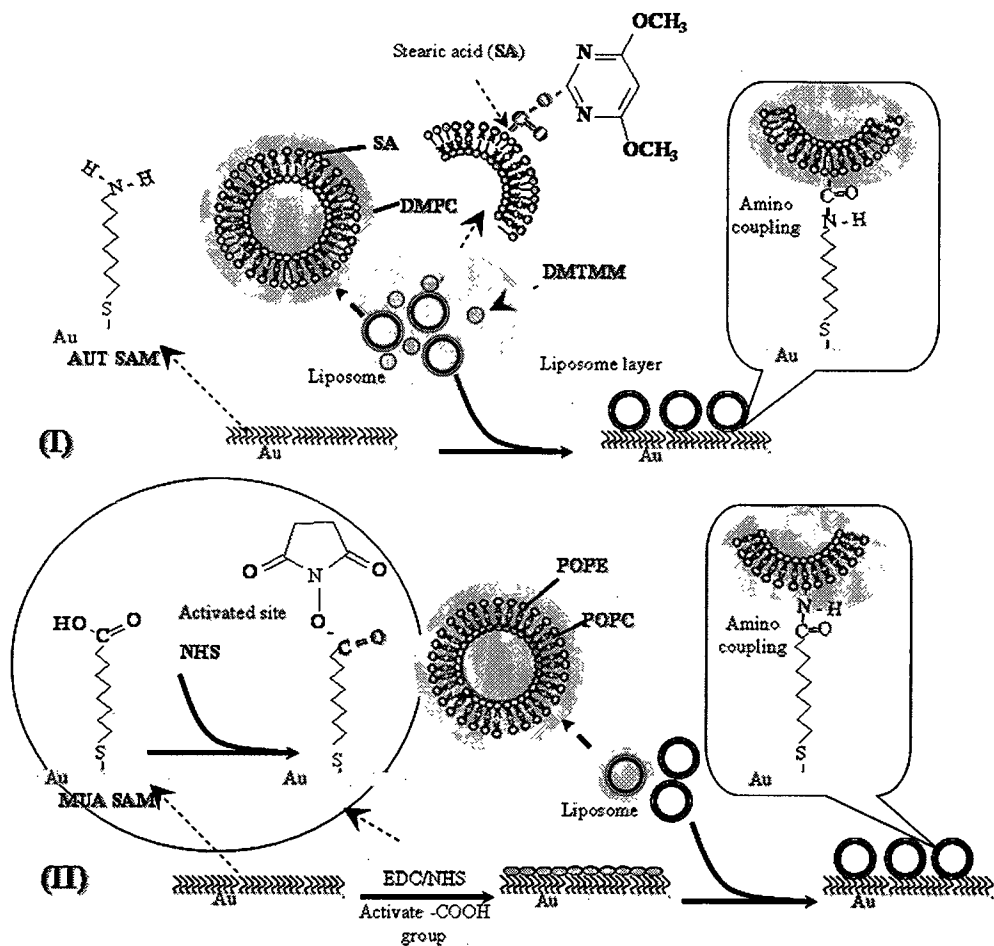 OCH3
Stearic acid (SA)
N
O
N
C
O
OCH3
SA
H
N-H
DMPC
C=O
Amino
coupling
N-H
DMTMM
S
Au
AUT SAM
Liposome
Liposome layer
S
Au
(I)
Au
Au
O
N
O
POPE
Activated site
O
HO
O
C
C=O
POPC
N-H
C=O
Amino
coupling
NHS
S
S
S
Au
Au
Au
MUA SAM
Liposome
(II)
EDC/NHS
Au
Activate -COOH
group
Au
Au